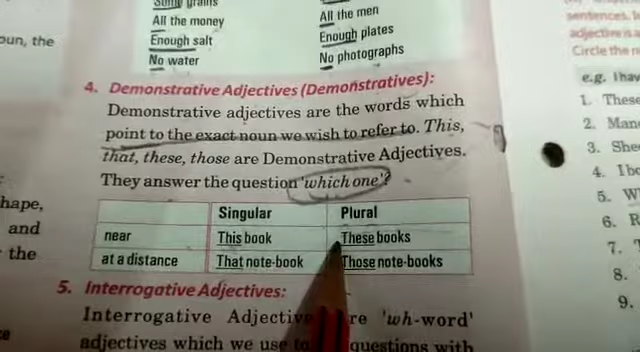 Some grains
All the money
All the men
Enough salt
Enough plates
No water
No photographs
oun, the
4. Demonstrative Adjectives (Demonstratives):
Demonstrative adjectives are the words which
point to the exact noun we wish to refer to. This,
that, these, those are Demonstrative Adjectives.
They answer the question 'which one'?
Singular Plural
near This book These books
at a distance That note-book Those note-books
5. Interrogative Adjectives:
Interrogative 're 'wh-word'
adjectives which we use to questions with
hape,
and
the
sentences.
adjective is a
Circle the
e.g. I hav
1. These
2.
3. She
4.
5.
6.
7.
8.
9.